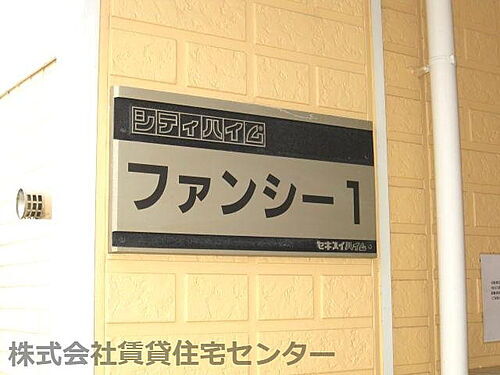 シティハイム
ファンシー1
セキスイハイム
株式会社賃貸住宅センター